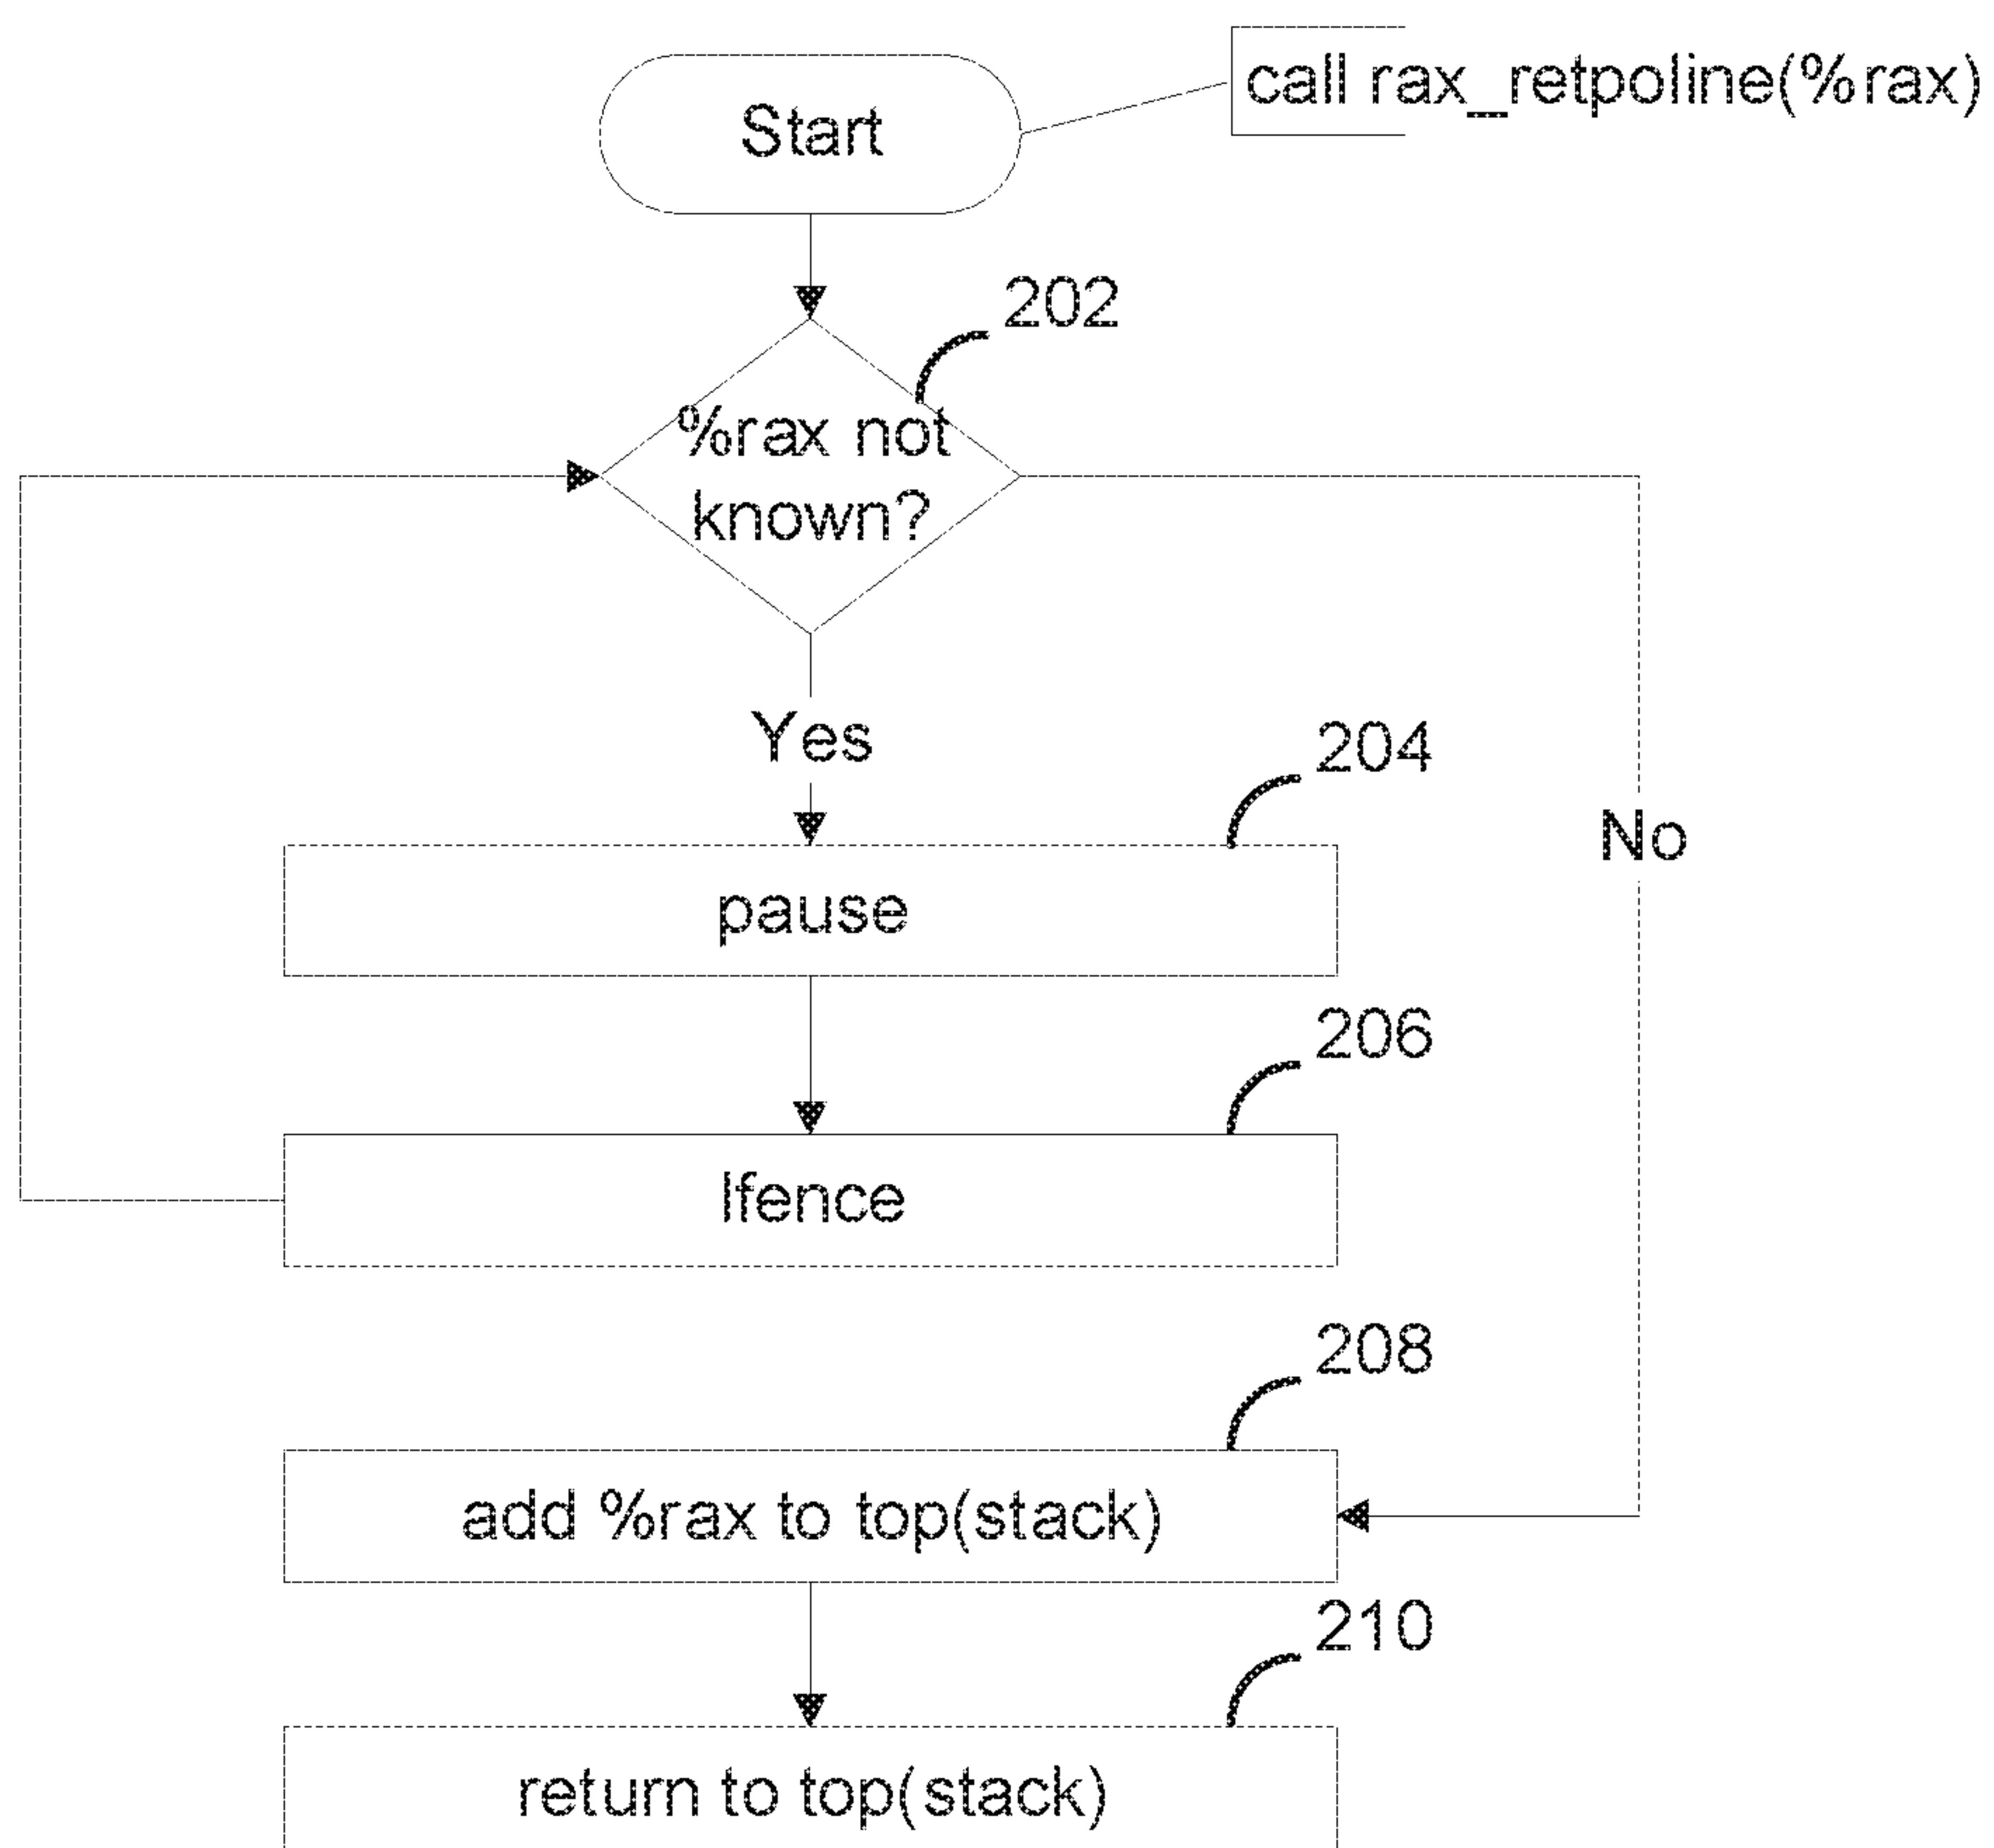 Start
call rax_retpoline(%rax)
202
%rax not
known?
Yes
204
No
pause
206
lfence
208
add %rax to top(stack)
210
return to top(stack)